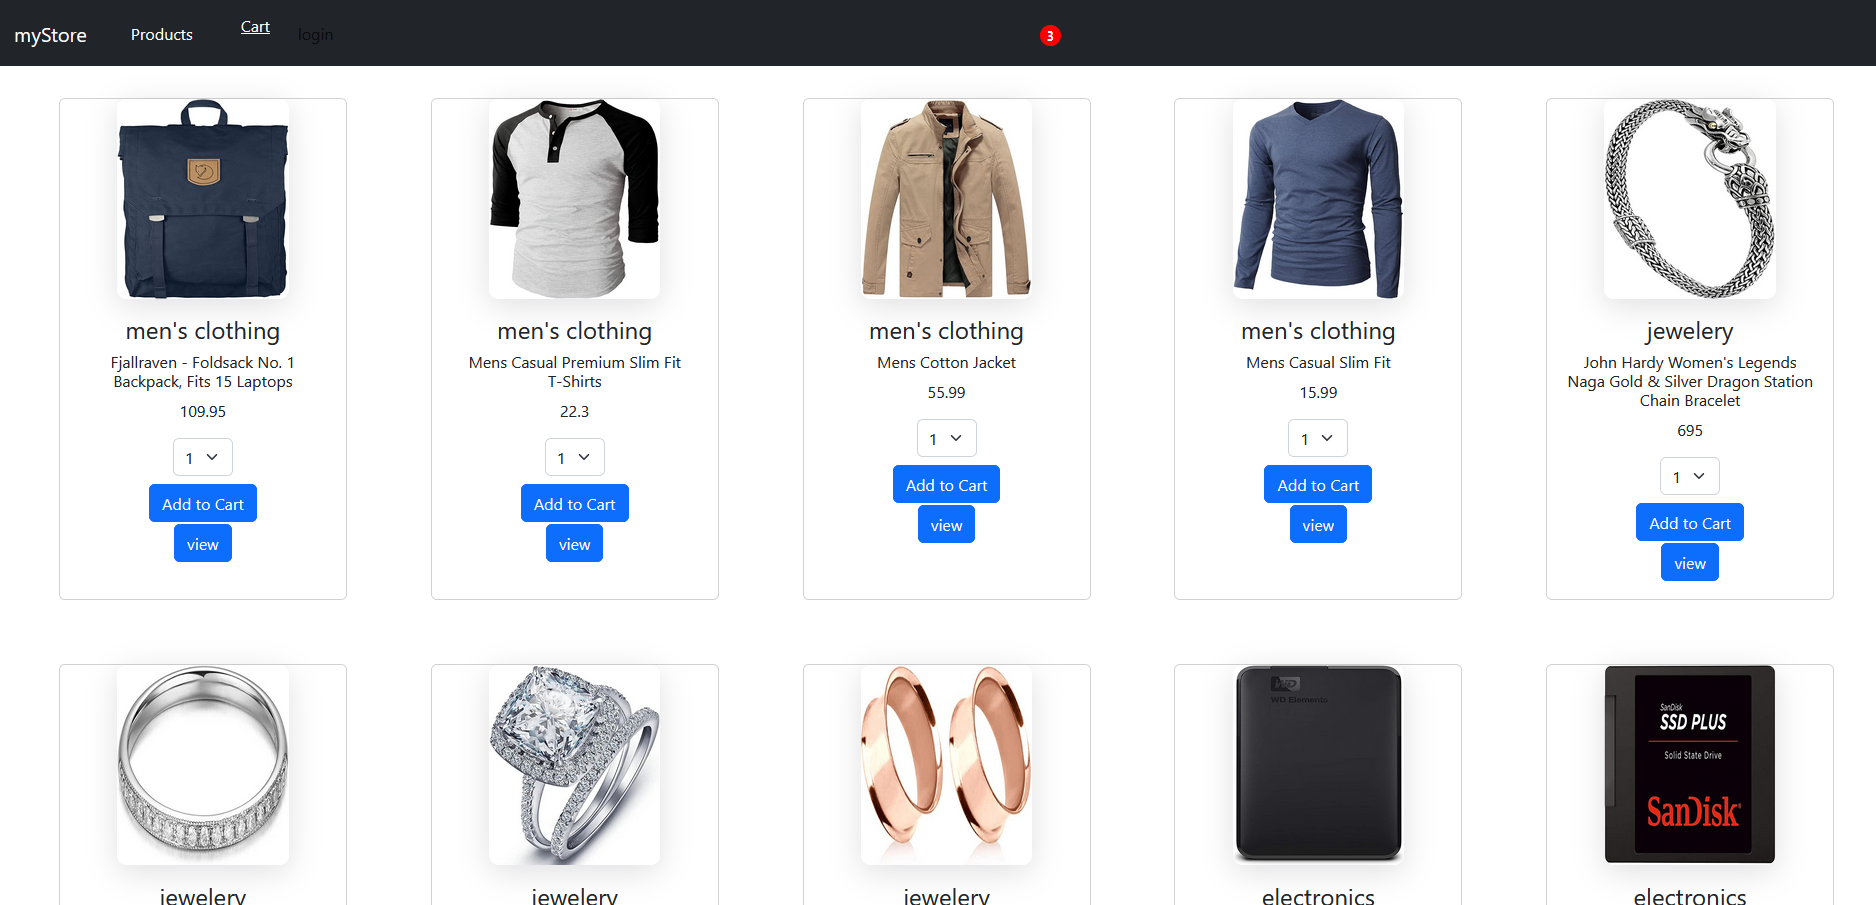 myStore
Products
Cart
login
3
men's clothing
Fjallraven - Foldsack No. 1
Backpack, Fits 15 Laptops
109.95
1
Add to Cart
view
men's clothing
Mens Casual Premium Slim Fit
T-Shirts
22.3
1
Add to Cart
view
men's clothing
Mens Cotton Jacket
55.99
1
Add to Cart
view
men's clothing
Mens Casual Slim Fit
15.99
1
Add to Cart
view
jewelery
John Hardy Women's Legends
Naga Gold & Silver Dragon Station
Chain Bracelet
695
1
Add to Cart
view
jewelery
jewelery
jewelery
WD
WD Elements
electronics
SanDisk
SSD PLUS
Solid State Drive
SanDisk
electronics